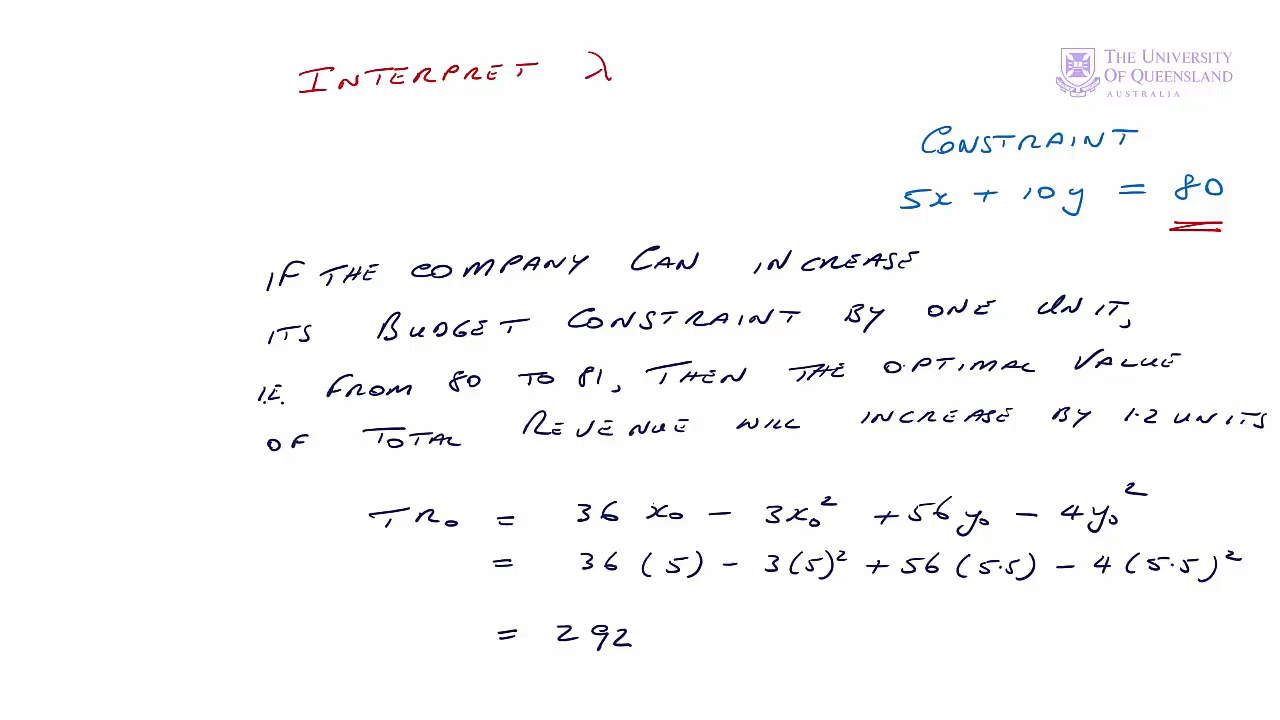 INTERPRET λ
THE UNIVERSITY
OF QUEENSLAND
AUSTRALIA
CONSTRAINT
5x + 10y = 80
IF THE COMPANY CAN INCREASE
ITS BUDGET CONSTRAINT BY ONE UNIT,
I.E. FROM 80 TO 81, THEN THE OPTIMAL VALUE
OF TOTAL REVENUE WILL INCREASE BY 1.2 UNITS
TR₀ = 36x₀ - 3x₀² + 56y₀ - 4y₀²
= 36(5) - 3(5)² + 56(5.5) - 4(5.5)²
= 292